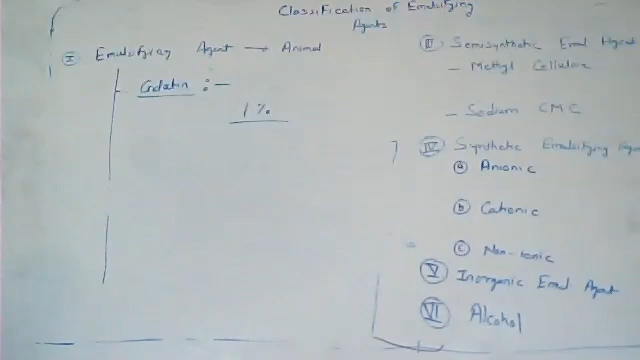 Classification of Emulsifying
Agents
I Emulsifying Agent → Animal
Gelatin :-
1%
III Semisynthetic Emul Agent
- Methyl Cellulose
- Sodium CMC
IV Synthetic Emulsifying
a Anionic
b Cationic
c Non-ionic
V Inorganic Emul Agent
VI Alcohol